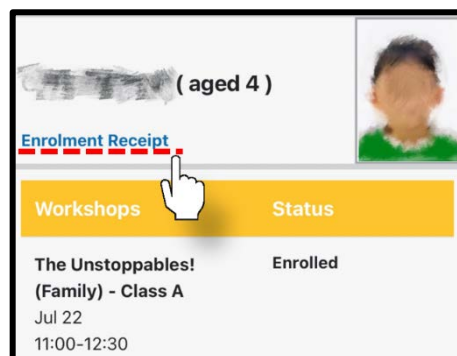 ( aged 4 )
Enrolment Receipt
Workshops Status
The Unstoppables! Enrolled
(Family) - Class A
Jul 22
11:00-12:30